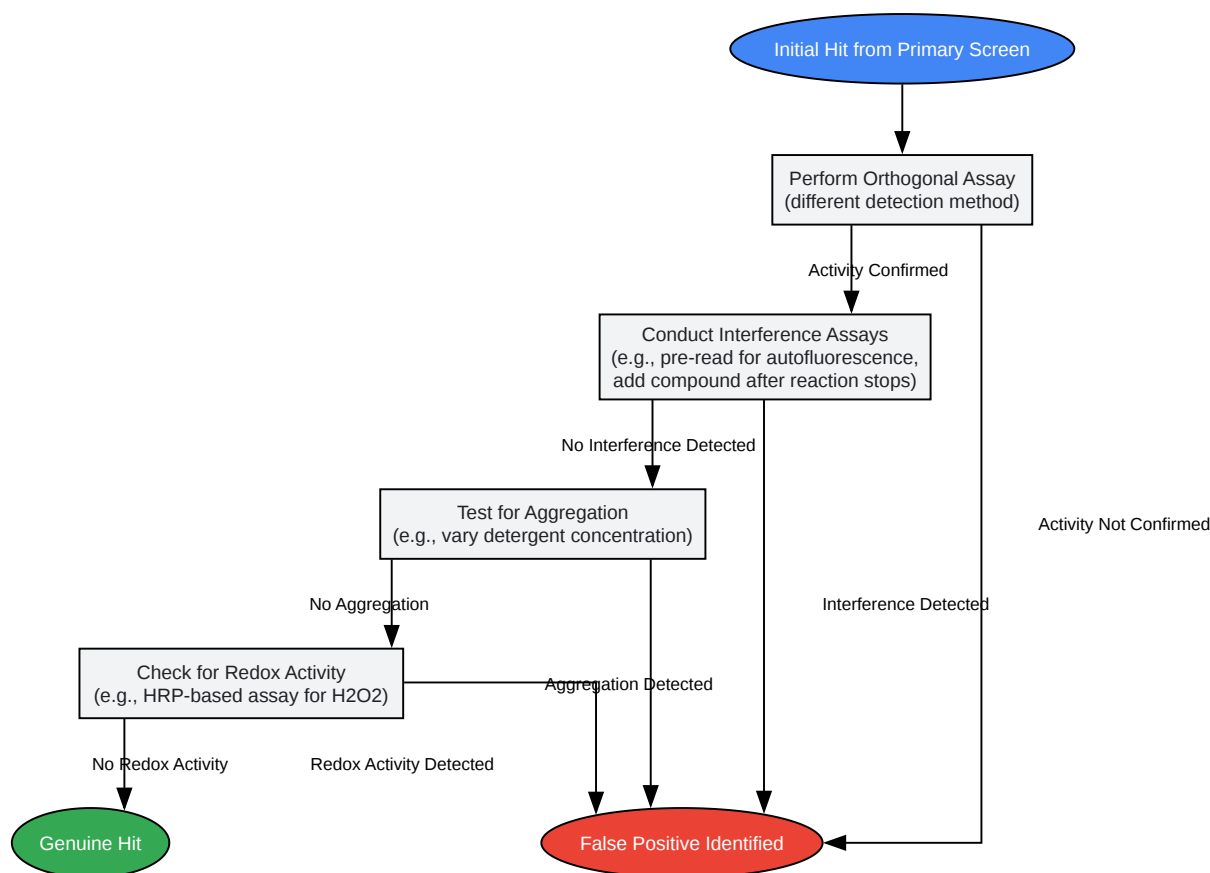 Initial Hit from Primary Screen
Perform Orthogonal Assay
(different detection method)
Activity Confirmed
Conduct Interference Assays
(e.g., pre-read for autofluorescence,
add compound after reaction stops)
No Interference Detected
Test for Aggregation
(e.g., vary detergent concentration)
Activity Not Confirmed
No Aggregation
Interference Detected
Check for Redox Activity
(e.g., HRP-based assay for H2O2)
Aggregation Detected
No Redox Activity
Redox Activity Detected
Genuine Hit
False Positive Identified